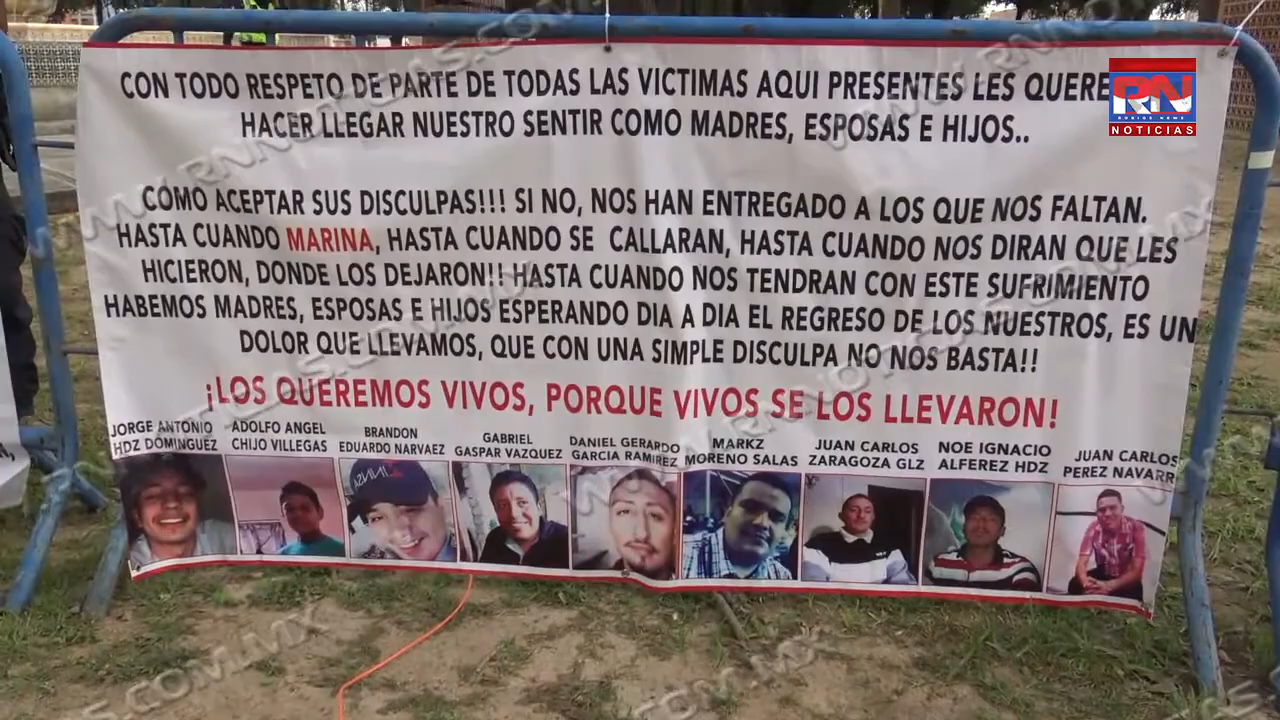 CON TODO RESPETO DE PARTE DE TODAS LAS VICTIMAS AQUI PRESENTES LES QUERE
HACER LLEGAR NUESTRO SENTIR COMO MADRES, ESPOSAS E HIJOS..
COMO ACEPTAR SUS DISCULPAS!!! SI NO, NOS HAN ENTREGADO A LOS QUE NOS FALTAN.
HASTA CUANDO MARINA, HASTA CUANDO SE CALLARAN, HASTA CUANDO NOS DIRAN QUE LES
HICIERON, DONDE LOS DEJARON!! HASTA CUANDO NOS TENDRAN CON ESTE SUFRIMIENTO
HABEMOS MADRES, ESPOSAS E HIJOS ESPERANDO DIA A DIA EL REGRESO DE LOS NUESTROS, ES UN
DOLOR QUE LLEVAMOS, QUE CON UNA SIMPLE DISCULPA NO NOS BASTA!!
¡LOS QUEREMOS VIVOS, PORQUE VIVOS SE LOS LLEVARON!
JORGE ANTONIO
HDZ DOMINGUEZ
ADOLFO ANGEL
CHIJO VILLEGAS
BRANDON
EDUARDO NARVAEZ
GABRIEL
GASPAR VAZQUEZ
DANIEL GERARDO
GARCIA RAMIREZ
MARKZ
MORENO SALAS
JUAN CARLOS
ZARAGOZA GLZ
NOE IGNACIO
ALFEREZ HDZ
JUAN CARLOS
PEREZ NAVARR
RN
NOTICIAS
WWW.RNNOTICIAS.COM.MX